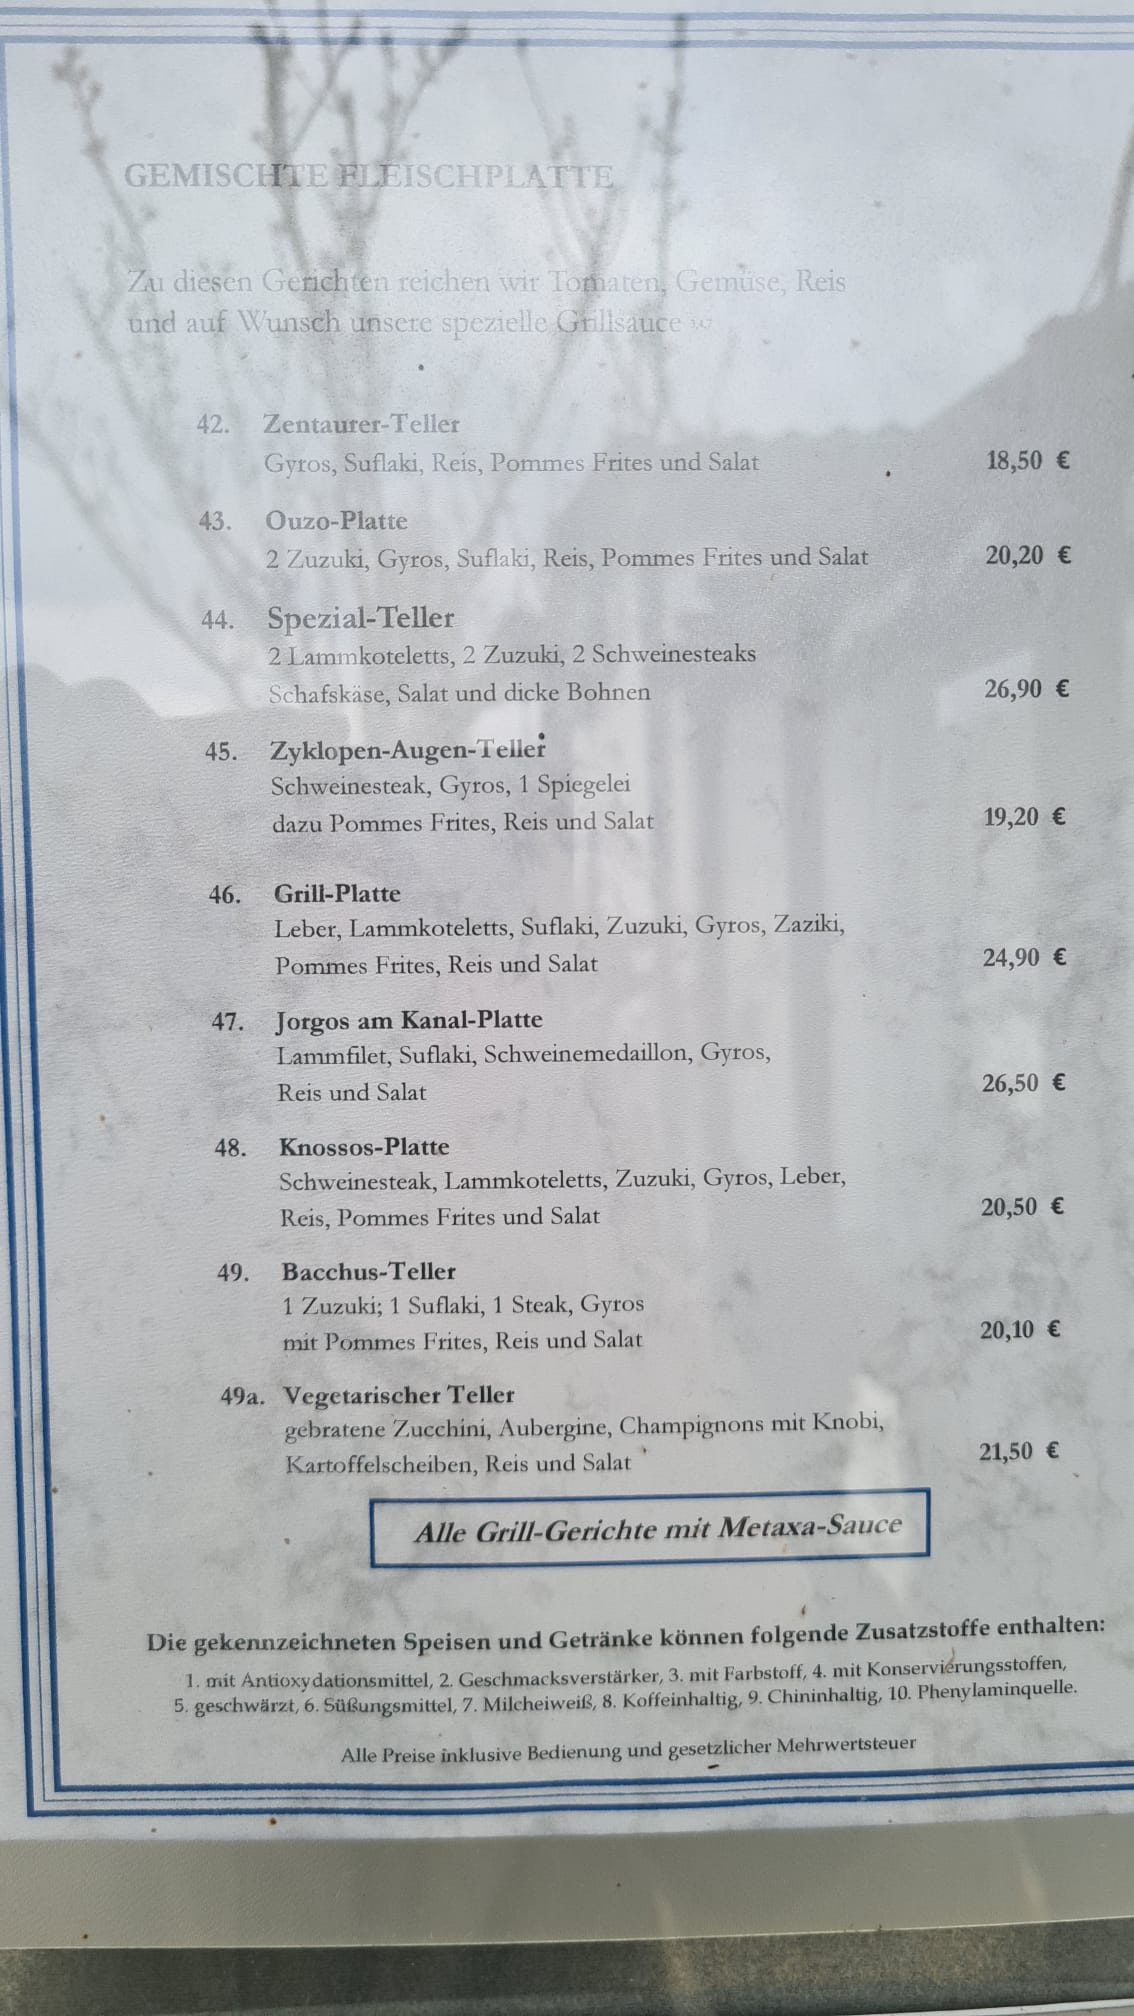 GEMISCHTE FLEISCHPLATTE
Zu diesen Gerichten reichen wir Tomaten, Gemüse, Reis
und auf Wunsch unsere spezielle Grillsauce
42. Zentaurer-Teller
Gyros, Suflaki, Reis, Pommes Frites und Salat 18,50 €
43. Ouzo-Platte
2 Zuzuki, Gyros, Suflaki, Reis, Pommes Frites und Salat 20,20 €
44. Spezial-Teller
2 Lammkoteletts, 2 Zuzuki, 2 Schweinesteaks
Schafskäse, Salat und dicke Bohnen 26,90 €
45. Zyklopen-Augen-Teller
Schweinesteak, Gyros, 1 Spiegelei
dazu Pommes Frites, Reis und Salat 19,20 €
46. Grill-Platte
Leber, Lammkoteletts, Suflaki, Zuzuki, Gyros, Zaziki,
Pommes Frites, Reis und Salat 24,90 €
47. Jorgos am Kanal-Platte
Lammfilet, Suflaki, Schweinemedaillon, Gyros,
Reis und Salat 26,50 €
48. Knossos-Platte
Schweinesteak, Lammkoteletts, Zuzuki, Gyros, Leber,
Reis, Pommes Frites und Salat 20,50 €
49. Bacchus-Teller
1 Zuzuki; 1 Suflaki, 1 Steak, Gyros
mit Pommes Frites, Reis und Salat 20,10 €
49a. Vegetarischer Teller
gebratene Zucchini, Aubergine, Champignons mit Knobi,
Kartoffelscheiben, Reis und Salat 21,50 €
Alle Grill-Gerichte mit Metaxa-Sauce
Die gekennzeichneten Speisen und Getränke können folgende Zusatzstoffe enthalten:
1. mit Antioxydationsmittel, 2. Geschmacksverstärker, 3. mit Farbstoff, 4. mit Konservierungsstoffen,
5. geschwärzt, 6. Süßungsmittel, 7. Milcheiweiß, 8. Koffeinhaltig, 9. Chininhaltig, 10. Phenylaminquelle.
Alle Preise inklusive Bedienung und gesetzlicher Mehrwertsteuer